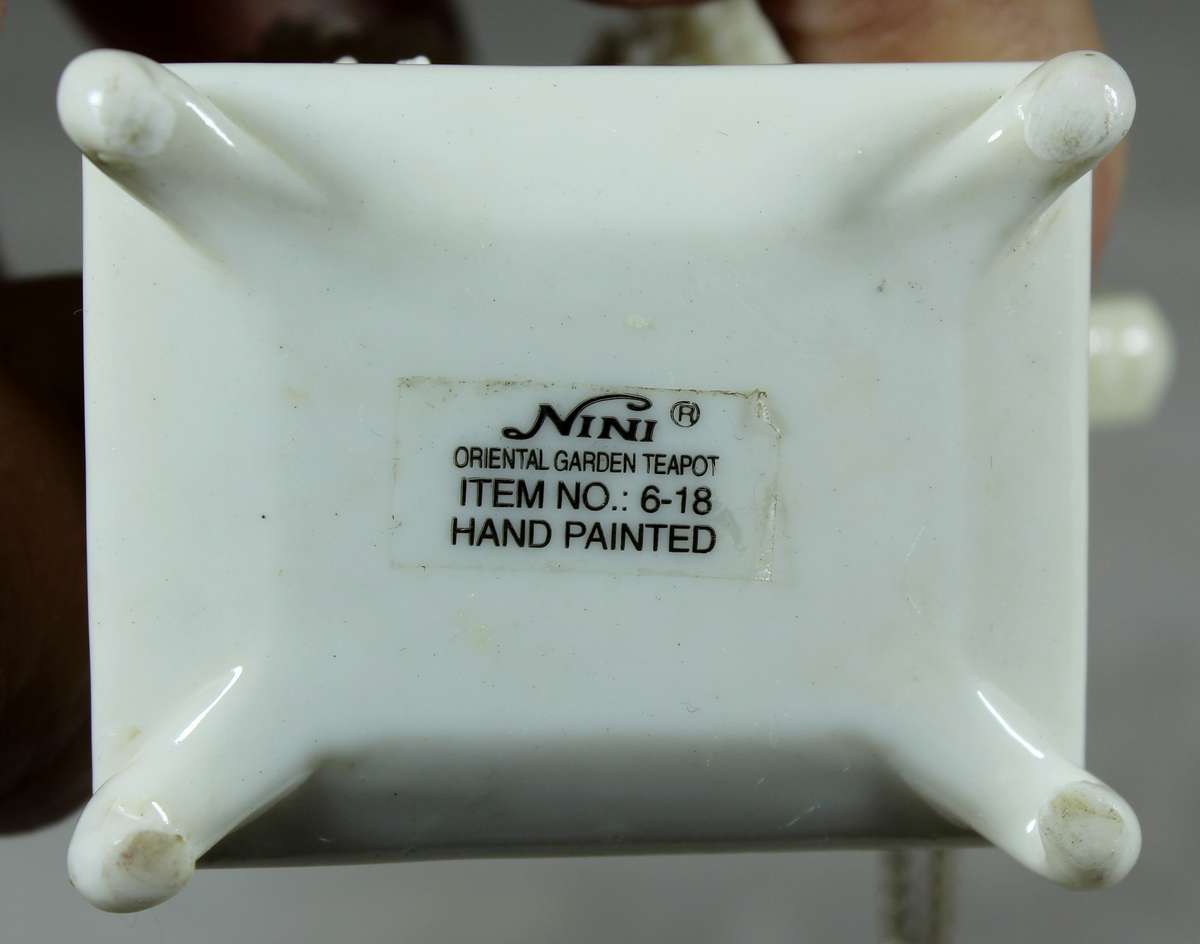 NINI ®
ORIENTAL GARDEN TEAPOT
ITEM NO.: 6-18
HAND PAINTED